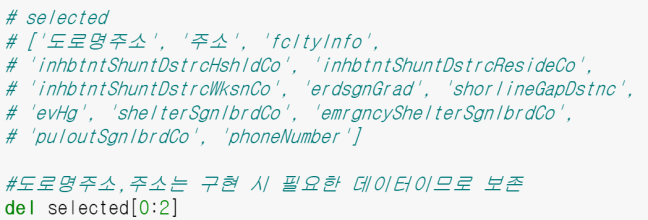 # selected
# ['도로명주소', '주소', 'fcltyInfo',
# 'inhbtntShuntDstrcHshldCo', 'inhbtntShuntDstrcResideCo',
# 'inhbtntShuntDstrcWksnCo', 'erdsgnGrad', 'shorlineGapDstnc',
# 'evHg', 'shelterSgnlbrdCo', 'emrgncyShelterSgnlbrdCo',
# 'puloutSgnlbrdCo', 'phoneNumber']
#도로명주소,주소는 구현 시 필요한 데이터이므로 보존
del selected[0:2]